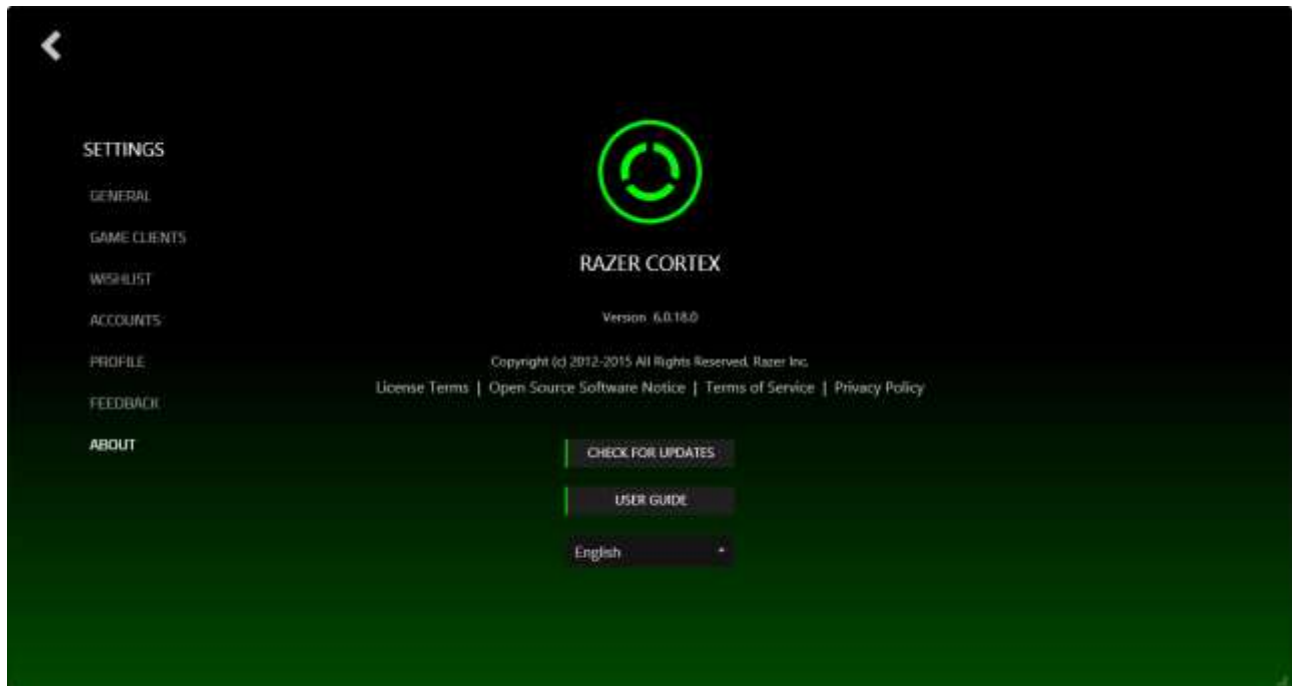 SETTINGS
GENERAL
GAME CLIENTS
WISHLIST
ACCOUNTS
PROFILE
FEEDBACK
ABOUT
RAZER CORTEX
Version 6.0.18.0
Copyright (c) 2012-2015 All Rights Reserved. Razer Inc.
License Terms | Open Source Software Notice | Terms of Service | Privacy Policy
CHECK FOR UPDATES
USER GUIDE
English